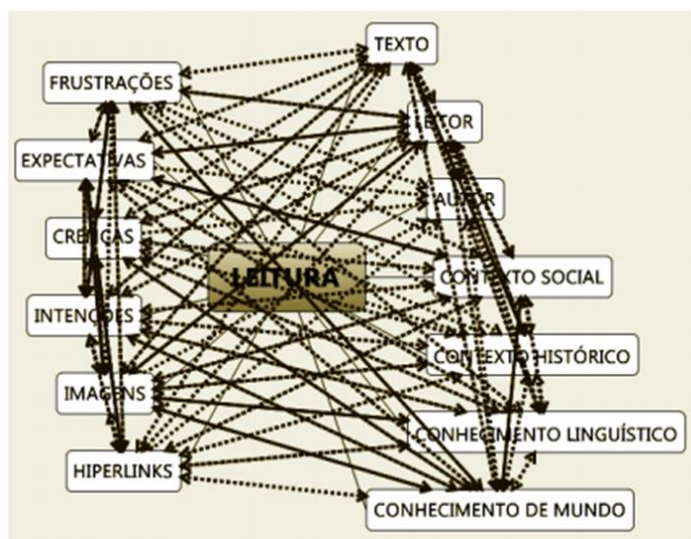 TEXTO
FRUSTRAÇÕES
LEITOR
EXPECTATIVAS
AUTOR
CRENÇAS
LEITURA
CONTEXTO SOCIAL
INTENÇÕES
CONTEXTO HISTÓRICO
IMAGENS
CONHECIMENTO LINGUÍSTICO
HIPERLINKS
CONHECIMENTO DE MUNDO